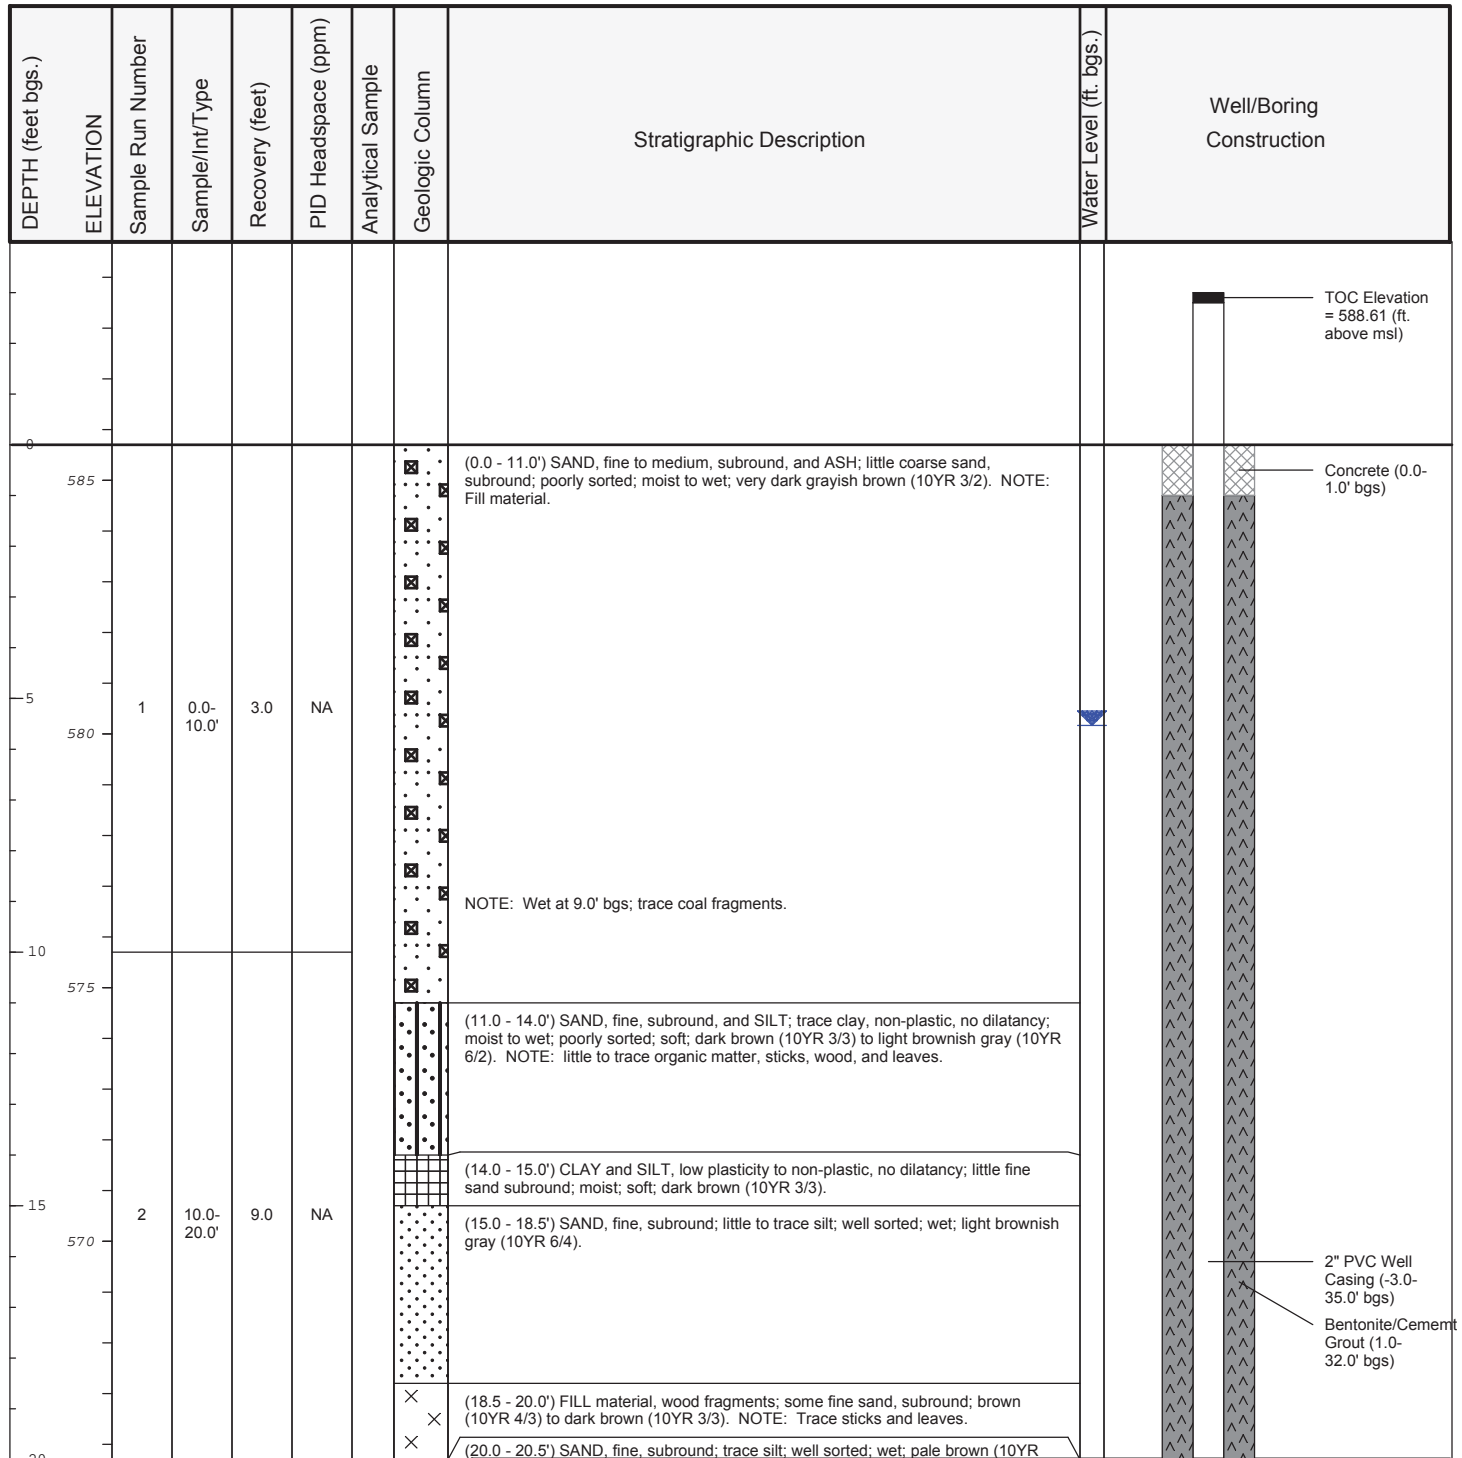 DEPTH (feet bgs.)
ELEVATION
Sample Run Number
Sample/Int/Type
Recovery (feet)
PID Headspace (ppm)
Analytical Sample
Geologic Column
Stratigraphic Description
Water Level (ft. bgs.)
Well/Boring
Construction
TOC Elevation
= 588.61 (ft.
above msl)
0
(0.0 - 11.0') SAND, fine to medium, subround, and ASH; little coarse sand,
subround; poorly sorted; moist to wet; very dark grayish brown (10YR 3/2). NOTE:
Fill material.
Concrete (0.0-
1.0' bgs)
585
5
1
0.0-
10.0'
3.0
NA
580
NOTE: Wet at 9.0' bgs; trace coal fragments.
10
575
(11.0 - 14.0') SAND, fine, subround, and SILT; trace clay, non-plastic, no dilatancy;
moist to wet; poorly sorted; soft; dark brown (10YR 3/3) to light brownish gray (10YR
6/2). NOTE: little to trace organic matter, sticks, wood, and leaves.
(14.0 - 15.0') CLAY and SILT, low plasticity to non-plastic, no dilatancy; little fine
sand subround; moist; soft; dark brown (10YR 3/3).
15
2
10.0-
20.0'
9.0
NA
(15.0 - 18.5') SAND, fine, subround; little to trace silt; well sorted; wet; light brownish
gray (10YR 6/4).
570
2" PVC Well
Casing (-3.0-
35.0' bgs)
Bentonite/Cememt
Grout (1.0-
32.0' bgs)
(18.5 - 20.0') FILL material, wood fragments; some fine sand, subround; brown
(10YR 4/3) to dark brown (10YR 3/3). NOTE: Trace sticks and leaves.
(20.0 - 20.5') SAND, fine, subround; trace silt; well sorted; wet; pale brown (10YR
20